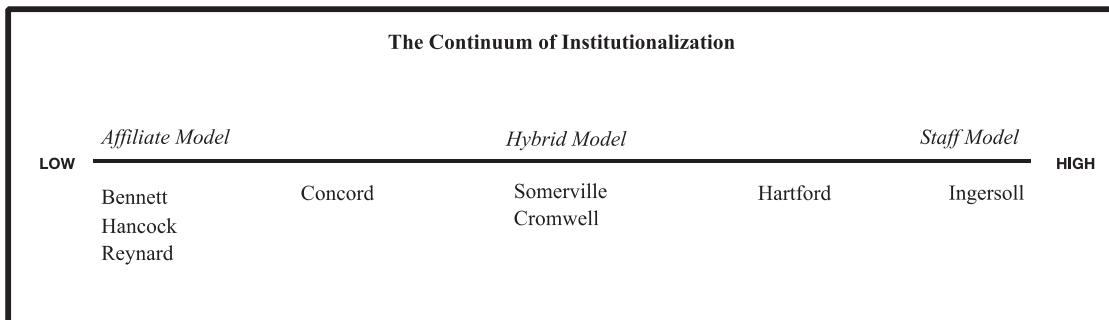 The Continuum of Institutionalization
Affiliate Model Hybrid Model Staff Model
LOW HIGH
Bennett Concord Somerville Hartford Ingersoll
Hancock Cromwell
Reynard